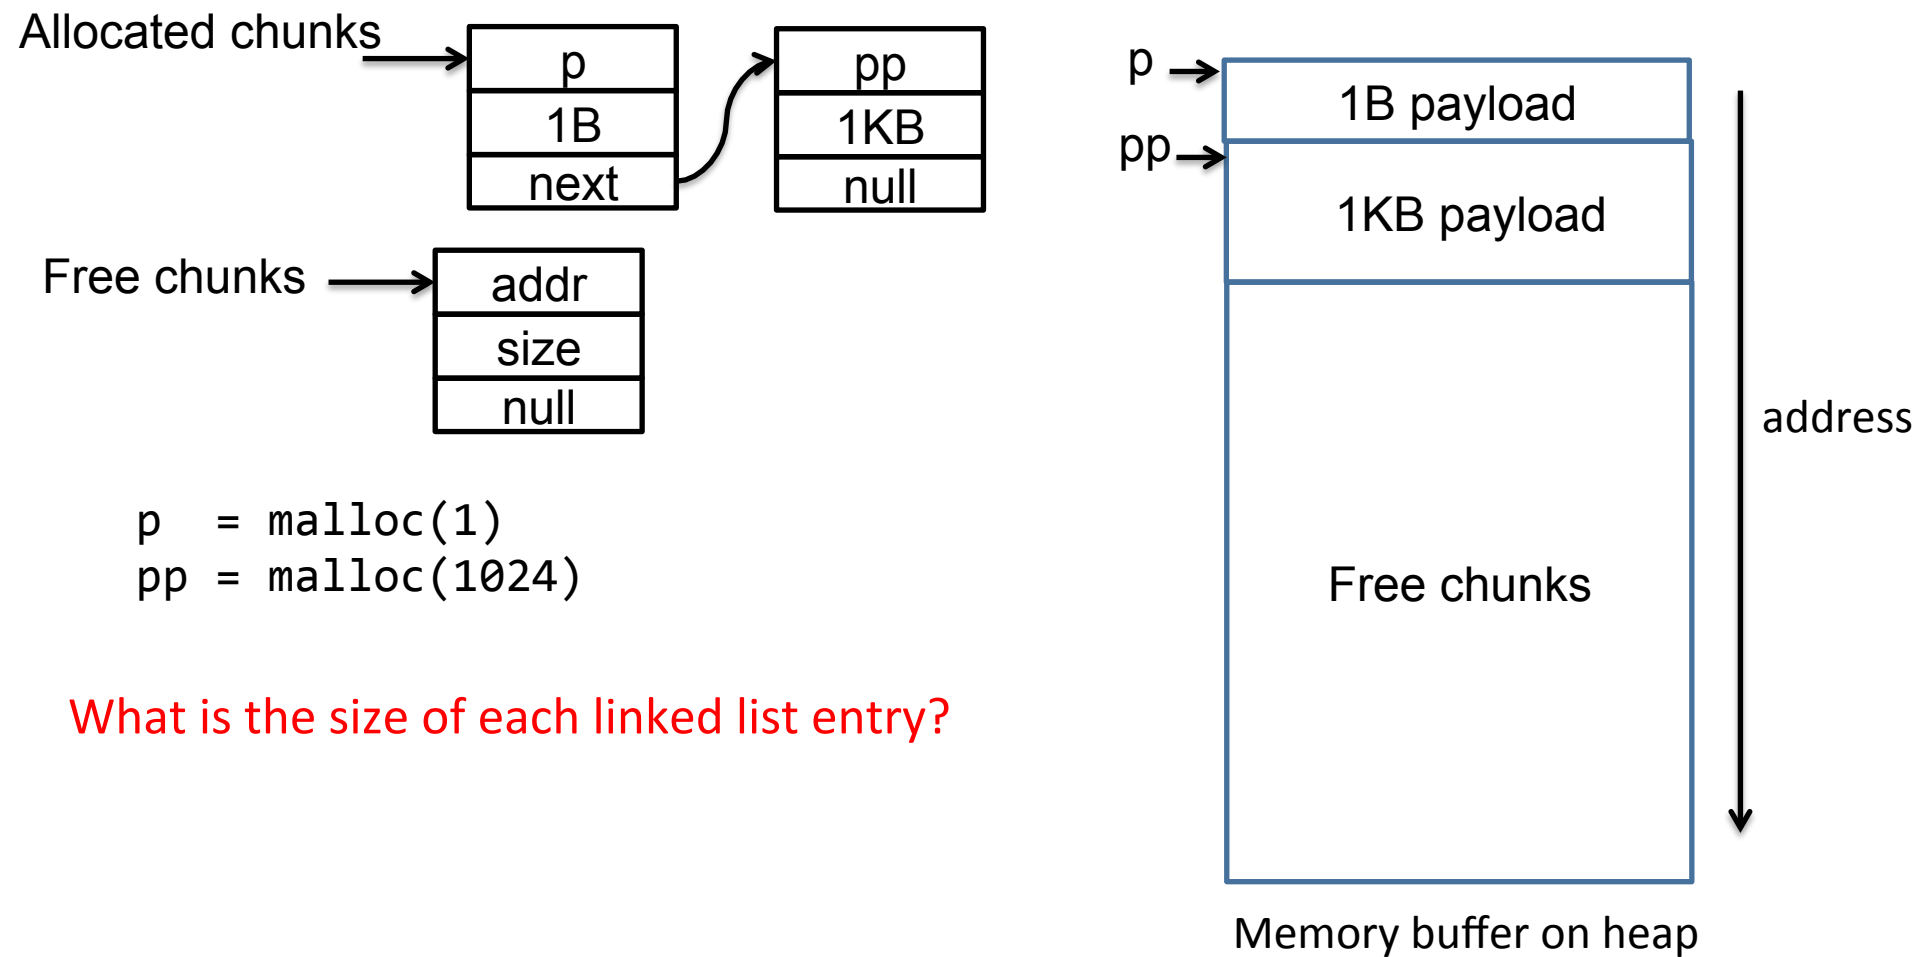 Allocated chunks
p
1B
next
pp
1KB
null
Free chunks
addr
size
null
p = malloc(1)
pp = malloc(1024)
What is the size of each linked list entry?
p
1B payload
pp
1KB payload
Free chunks
address
Memory buffer on heap